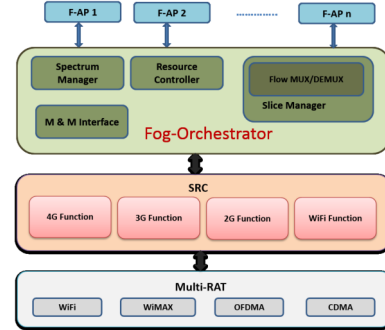 F-AP 1
F-AP 2
F-AP n
Spectrum
Manager
Resource
Controller
Flow MUX/DEMUX
Slice Manager
M & M Interface
Fog-Orchestrator
SRC
4G Function
3G Function
2G Function
WiFi Function
Multi-RAT
WiFi
WiMAX
OFDMA
CDMA